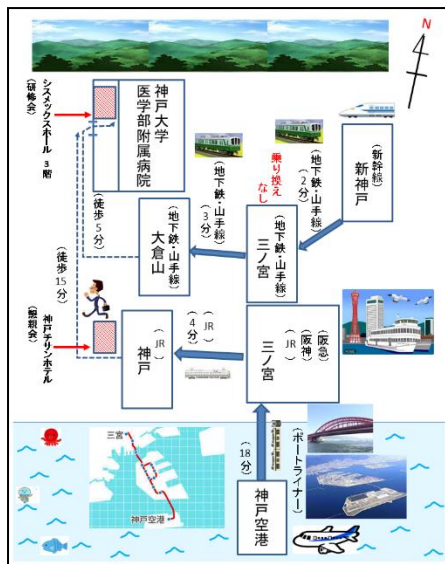 N
シスメックスホール 3階
(研修会)
神戸大学
医学部附属病院
(地下鉄・山手線)
(3分)
乗り換え
なし
(地下鉄・山手線)
(2分)
(新幹線)
新神戸
(徒歩5分)
(地下鉄・山手線)
大倉山
(地下鉄・山手線)
三ノ宮
(徒歩15分)
神戸チサンホテル
(懇親会)
(JR)
神戸
(JR)
(4分)
(阪急)
(阪神)
(JR)
三ノ宮
(18分)
(ポートライナー)
三宮
神戸空港
神戸空港